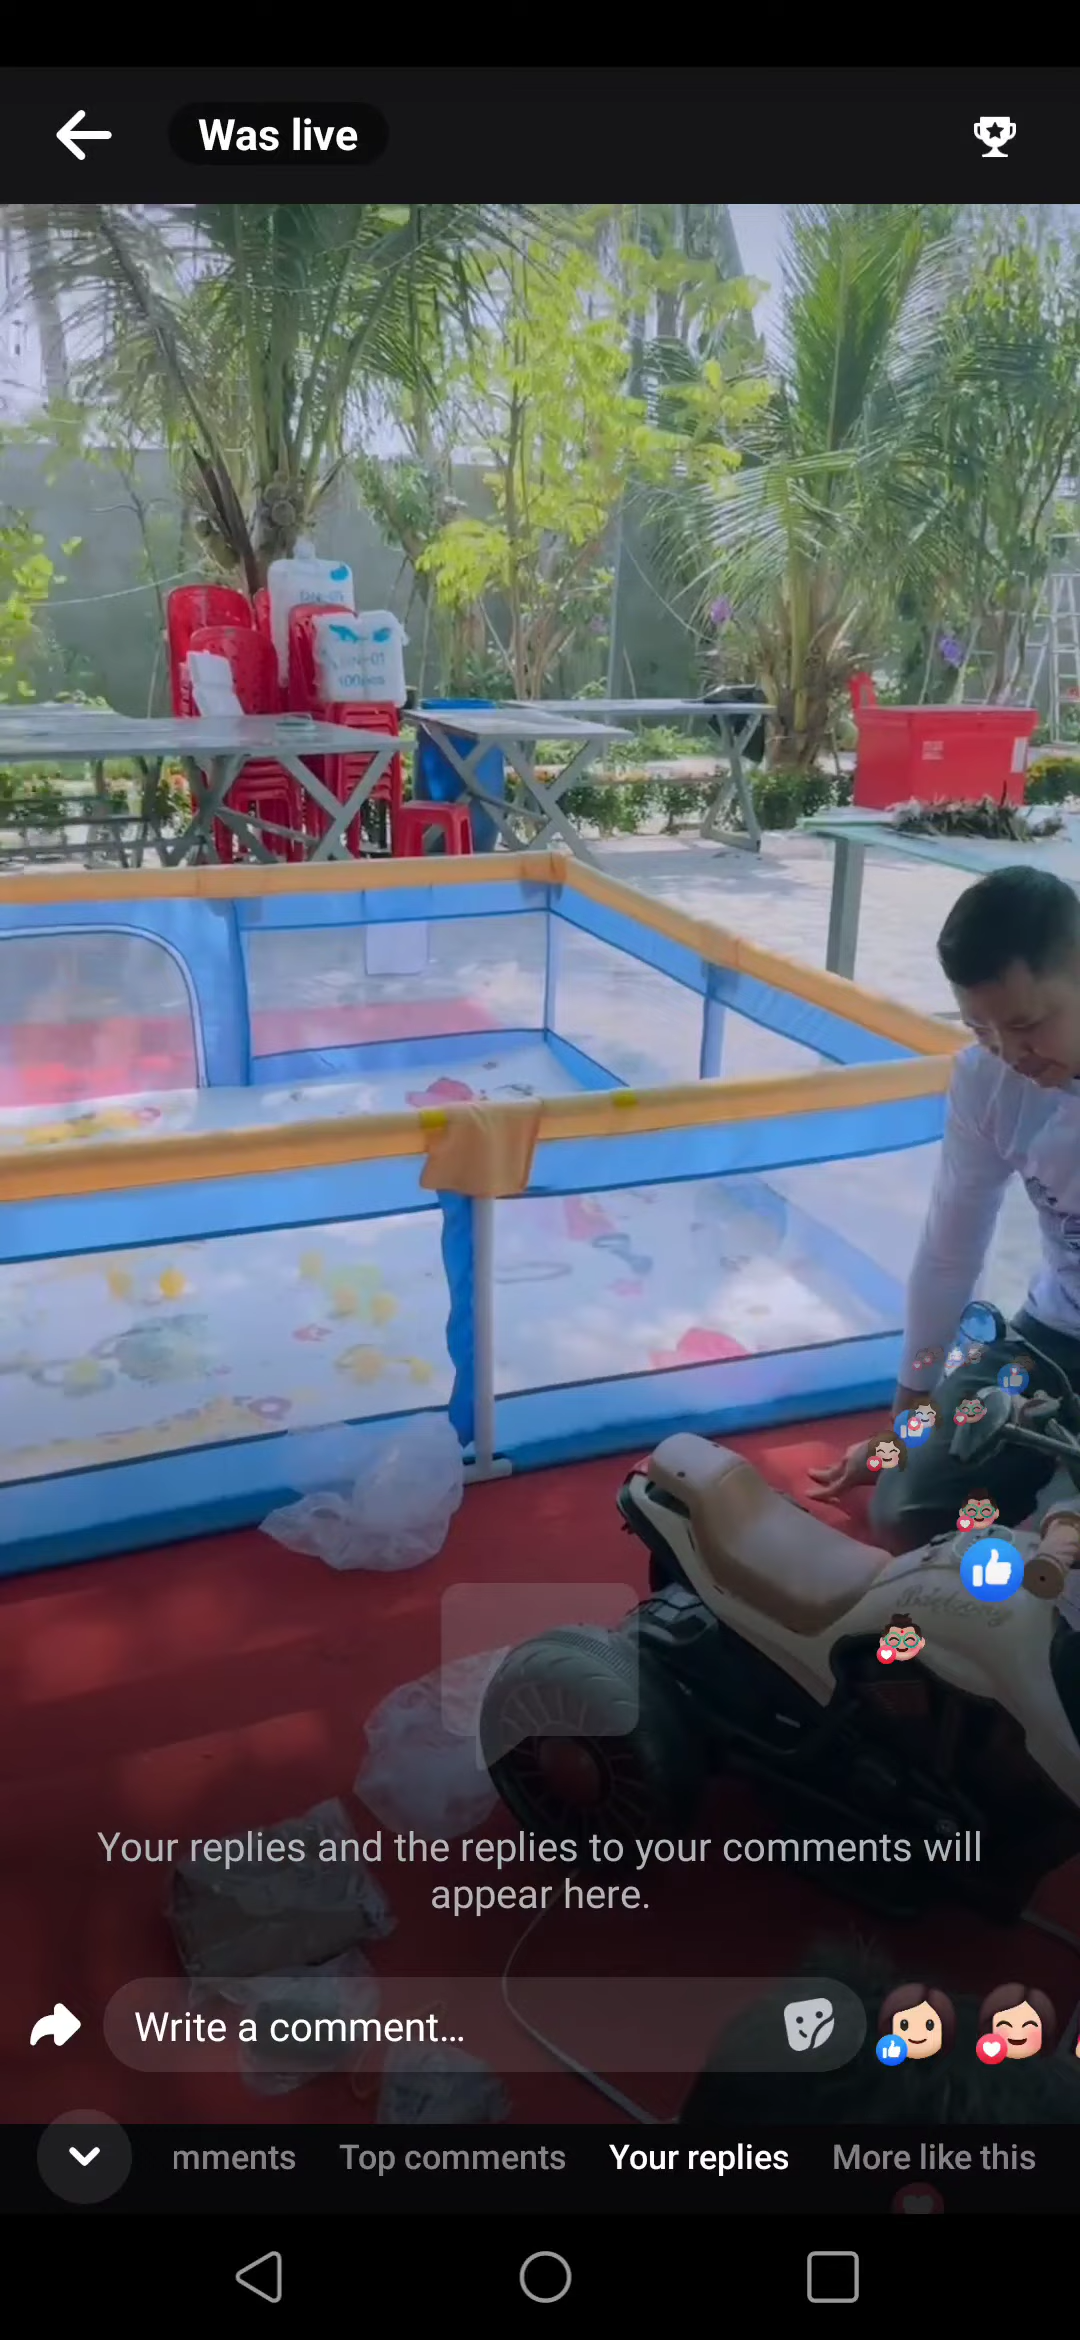 Was live
100pcs
Your replies and the replies to your comments will
appear here.
Write a comment...
mments
Top comments
Your replies
More like this